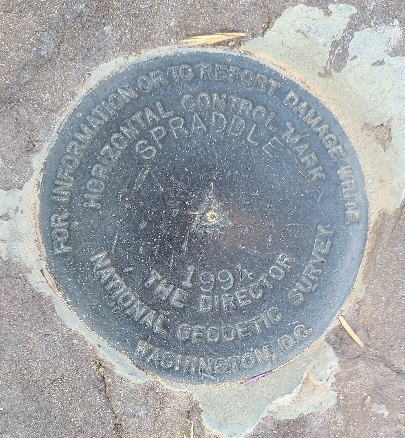 FOR INFORMATION OR TO REPORT DAMAGE WRITE
HORIZONTAL CONTROL MARK
SPRADDLE
1994
THE DIRECTOR
NATIONAL GEODETIC SURVEY
WASHINGTON, D.C.